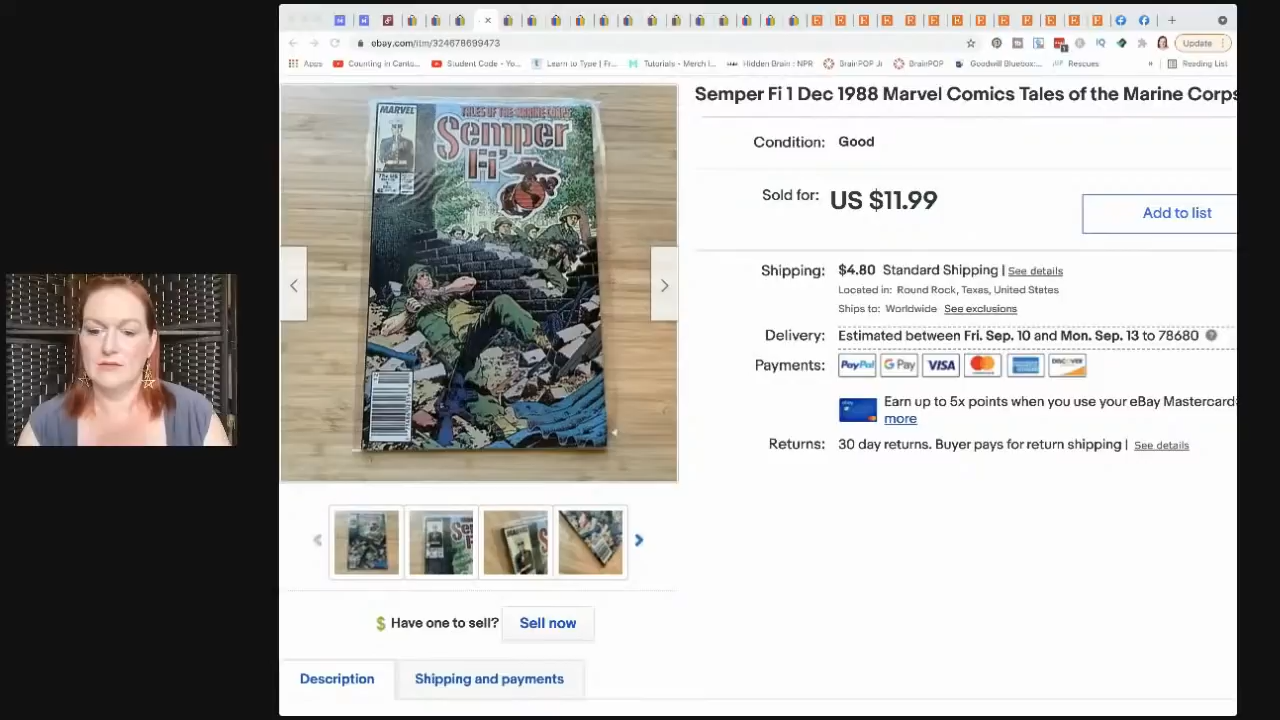 ebay.com/itm/324678699473
Update
Apps
Counting in Canto...
Student Code - Yo...
Learn to Type | Fr...
Tutorials - Merch I...
Hidden Brain : NPR
BrainPOP Jr
BrainPOP
Goodwill Bluebox:...
Rescues
»
Reading List
Semper Fi 1 Dec 1988 Marvel Comics Tales of the Marine Corps
MARVEL
TALES OF THE MARINE CORPS
Semper
Fi'
Condition: Good
Sold for: US $11.99
Add to list
Shipping: $4.80 Standard Shipping | See details
Located in: Round Rock, Texas, United States
Ships to: Worldwide See exclusions
Delivery: Estimated between Fri. Sep. 10 and Mon. Sep. 13 to 78680
Payments: PayPal G Pay VISA mastercard DISCOVER
Earn up to 5x points when you use your eBay Mastercard
more
Returns: 30 day returns. Buyer pays for return shipping | See details
$ Have one to sell? Sell now
Description
Shipping and payments